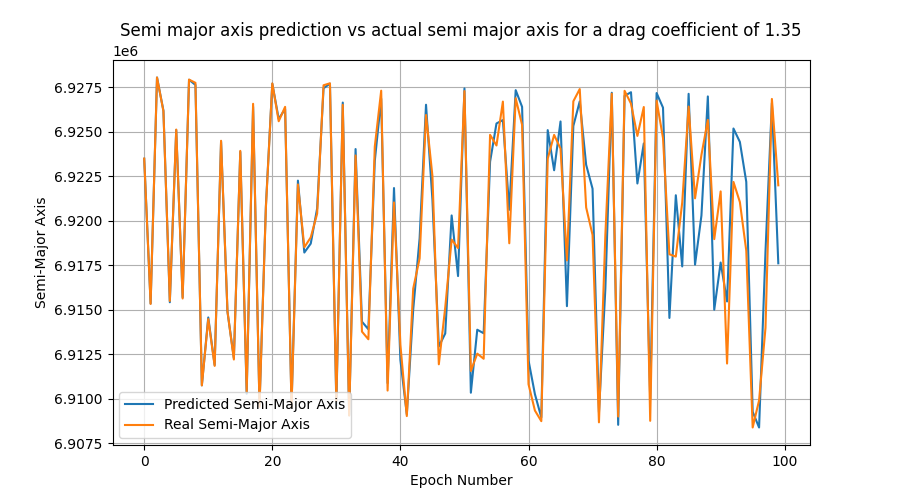 Semi major axis prediction vs actual semi major axis for a drag coefficient of 1.35
1e6
6.9275
6.9250
6.9225
6.9200
6.9175
6.9150
6.9125
6.9100
6.9075
Semi-Major Axis
Predicted Semi-Major Axis
Real Semi-Major Axis
0 20 40 60 80 100
Epoch Number